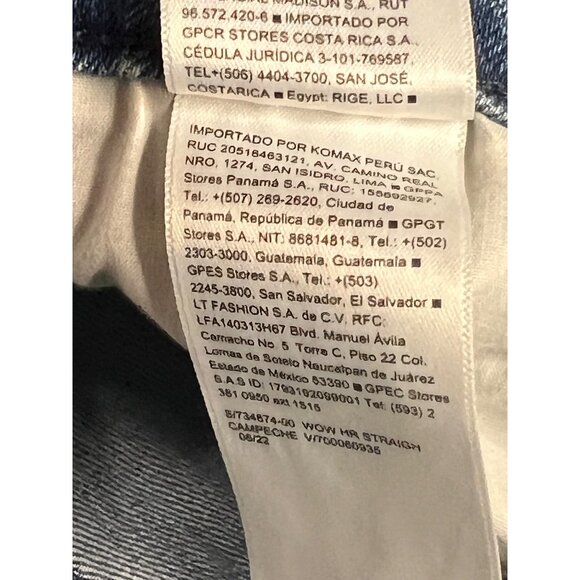 MADISON S.A., RUT
96.572.420-6 ■ IMPORTADO POR
GPCR STORES COSTA RICA S.A.,
CÉDULA JURÍDICA 3-101-769587,
TEL+(506) 4404-3700, SAN JOSÉ,
COSTARICA ■ Egypt: RIGE, LLC ■
IMPORTADO POR KOMAX PERÚ SAC,
RUC 20518463121, AV. CAMINO REAL
NRO. 1274, SAN ISIDRO, LIMA ■ GPPA
Stores Panamá S.A., RUC; 155692927,
Tel.: +(507) 269-2620, Ciudad de
Panamá, República de Panamá ■ GPGT
Stores S.A., NIT: 8681481-8, Tel.: +(502)
2303-3000, Guatemala, Guatemala ■
GPES Stores S.A., Tel.: +(503)
2245-3800, San Salvador, El Salvador ■
LT FASHION S.A. de C.V. RFC:
LFA140313H67 Blvd. Manuel Ávila
Camacho No 5 Torre C, Piso 22 Col.
Lomas de Sotelo Naucalpan de Juárez
Estado de México 53390 ■ GPEC Stores
S.A.S ID: 1793192099001 Tel: (593) 2
381 0950 ext 1515
S/734674-00 WOW HR STRAIGH
CAMPECHE V/700060935
06/22